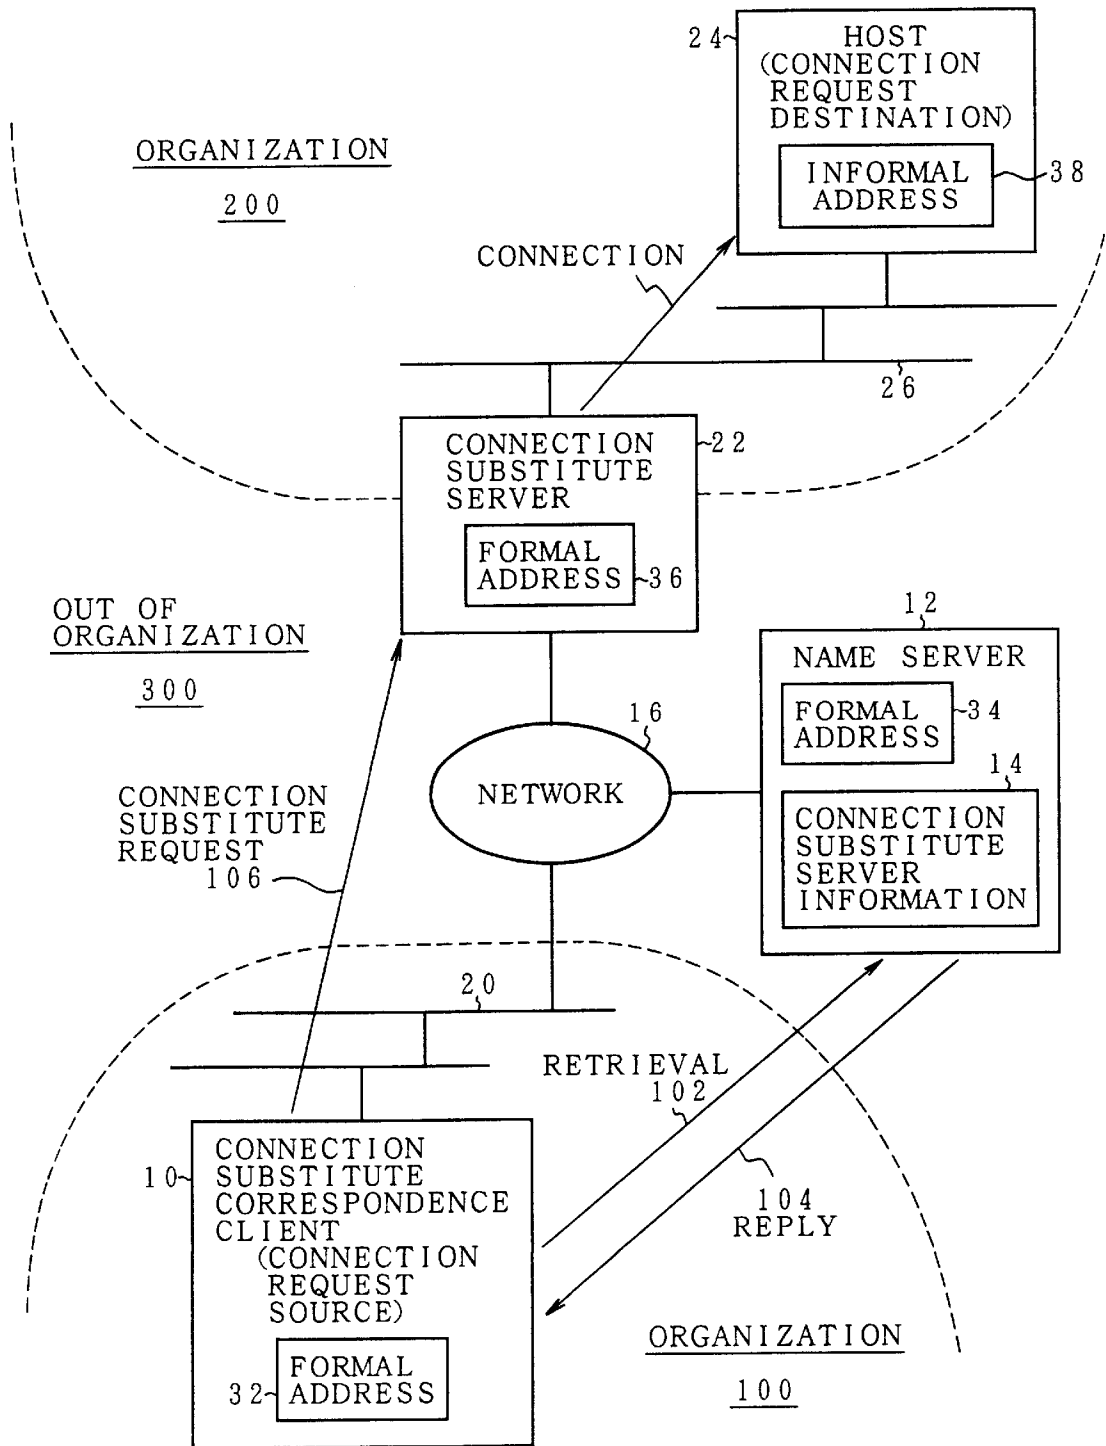 24
HOST
(CONNECTION
REQUEST
DESTINATION)
INFORMAL
ADDRESS
38
ORGANIZATION
200
CONNECTION
26
CONNECTION
SUBSTITUTE
SERVER
22
FORMAL
ADDRESS
36
OUT OF
ORGANIZATION
300
12
NAME SERVER
FORMAL
ADDRESS
34
14
CONNECTION
SUBSTITUTE
SERVER
INFORMATION
16
NETWORK
CONNECTION
SUBSTITUTE
REQUEST
106
20
RETRIEVAL
102
104
REPLY
10
CONNECTION
SUBSTITUTE
CORRESPONDENCE
CLIENT
(CONNECTION
REQUEST
SOURCE)
32
FORMAL
ADDRESS
ORGANIZATION
100